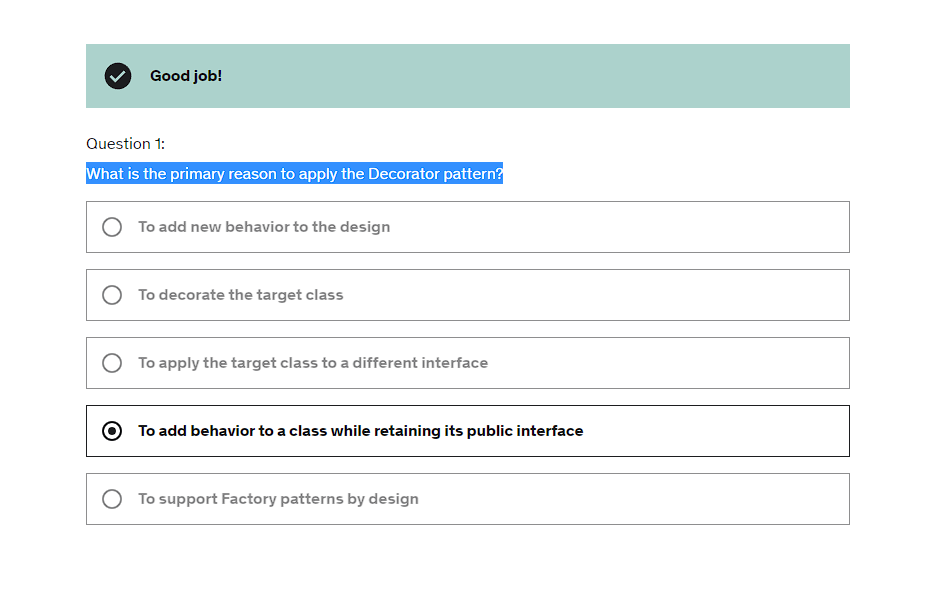 Good job!
Question 1:
What is the primary reason to apply the Decorator pattern?
To add new behavior to the design
To decorate the target class
To apply the target class to a different interface
To add behavior to a class while retaining its public interface
To support Factory patterns by design